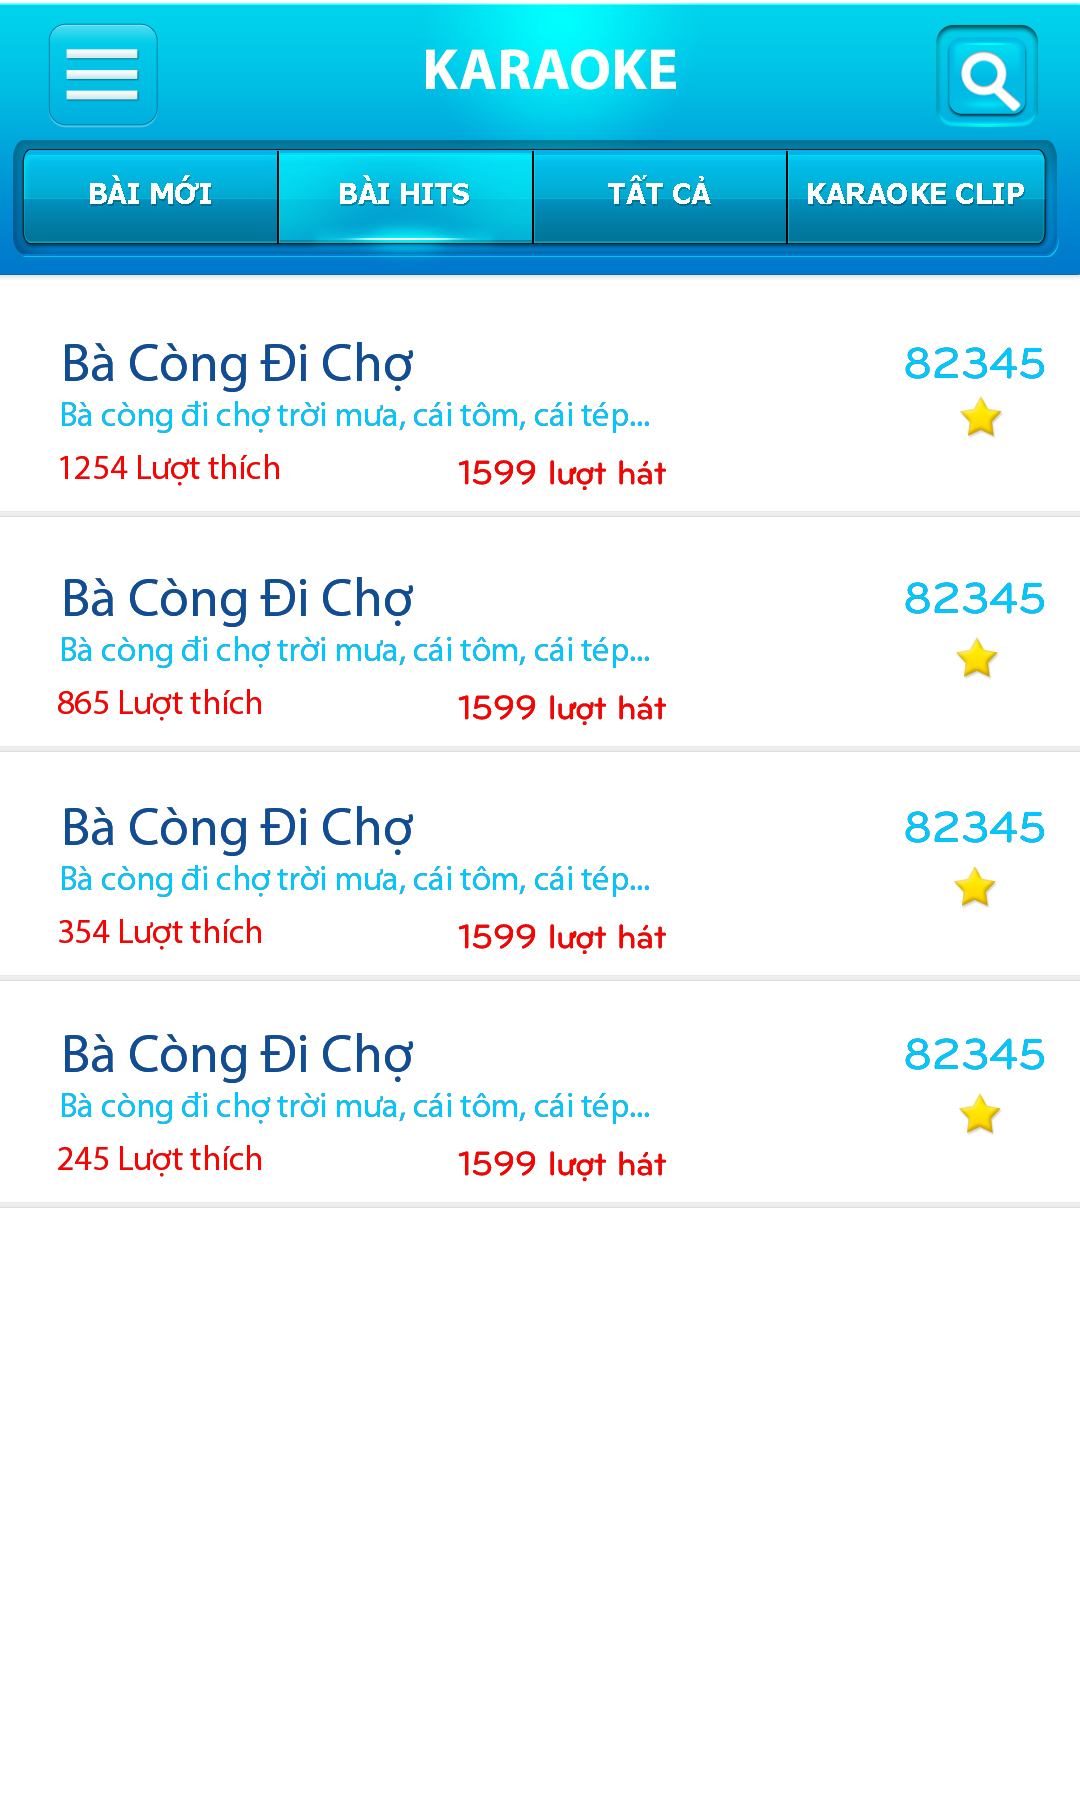 KARAOKE
BÀI MỚI BÀI HITS TẤT CẢ KARAOKE CLIP
Bà Còng Đi Chợ 82345
Bà còng đi chợ trời mưa, cái tôm, cái tép...
1254 Lượt thích 1599 lượt hát
Bà Còng Đi Chợ 82345
Bà còng đi chợ trời mưa, cái tôm, cái tép...
865 Lượt thích 1599 lượt hát
Bà Còng Đi Chợ 82345
Bà còng đi chợ trời mưa, cái tôm, cái tép...
354 Lượt thích 1599 lượt hát
Bà Còng Đi Chợ 82345
Bà còng đi chợ trời mưa, cái tôm, cái tép...
245 Lượt thích 1599 lượt hát